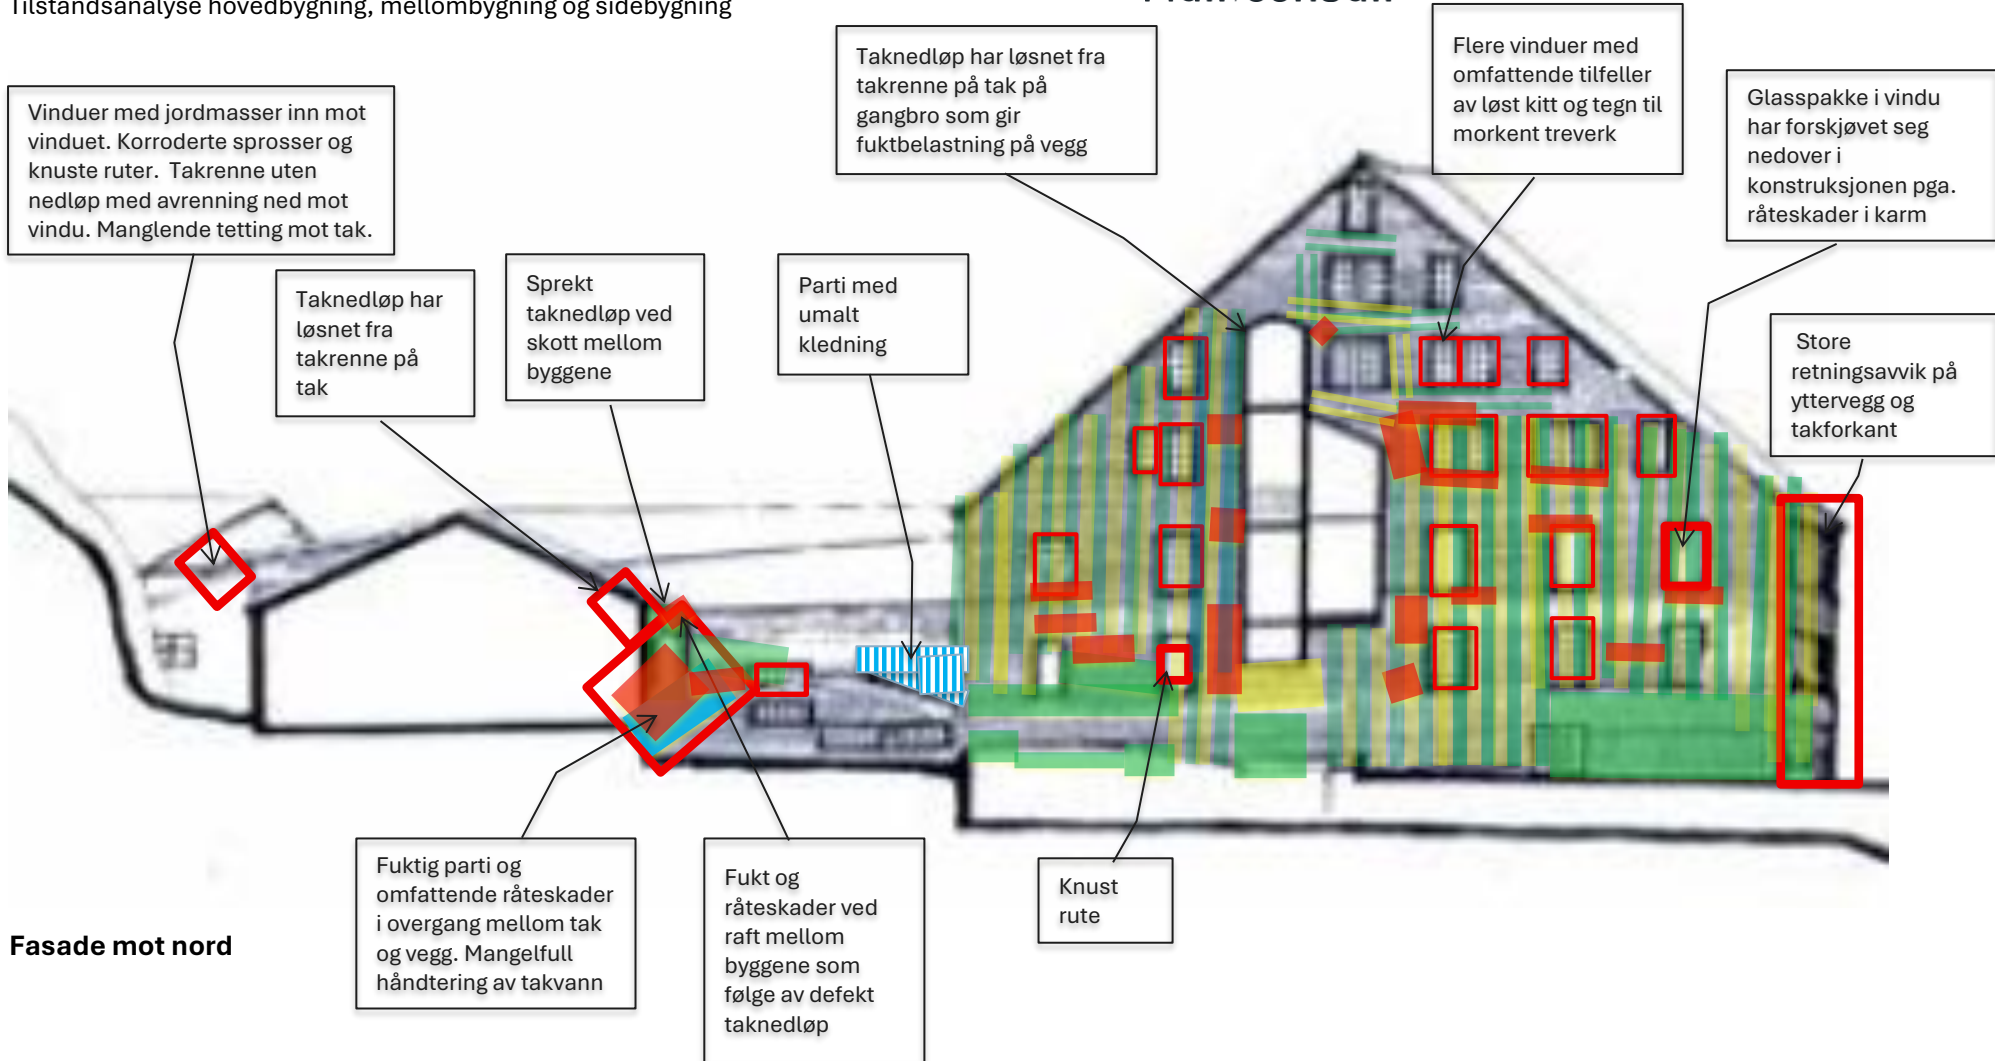 Tilstandsanalyse hovedbygning, mellombygning og sidebygning
Vinduer med jordmasser inn mot
vinduet. Korroderte sprosser og
knuste ruter. Takrenne uten
nedløp med avrenning ned mot
vindu. Manglende tetting mot tak.
Taknedløp har
løsnet fra
takrenne på
tak
Sprekt
taknedløp ved
skott mellom
byggene
Parti med
umalt
kledning
Taknedløp har løsnet fra
takrenne på tak på
gangbro som gir
fuktbelastning på vegg
Flere vinduer med
omfattende tilfeller
av løst kitt og tegn til
morkent treverk
Glasspakke i vindu
har forskjøvet seg
nedover i
konstruksjonen pga.
råteskader i karm
Store
retningsavvik på
yttervegg og
takforkant
Fuktig parti og
omfattende råteskader
i overgang mellom tak
og vegg. Mangelfull
håndtering av takvann
Fukt og
råteskader ved
raft mellom
byggene som
følge av defekt
taknedløp
Knust
rute
Fasade mot nord